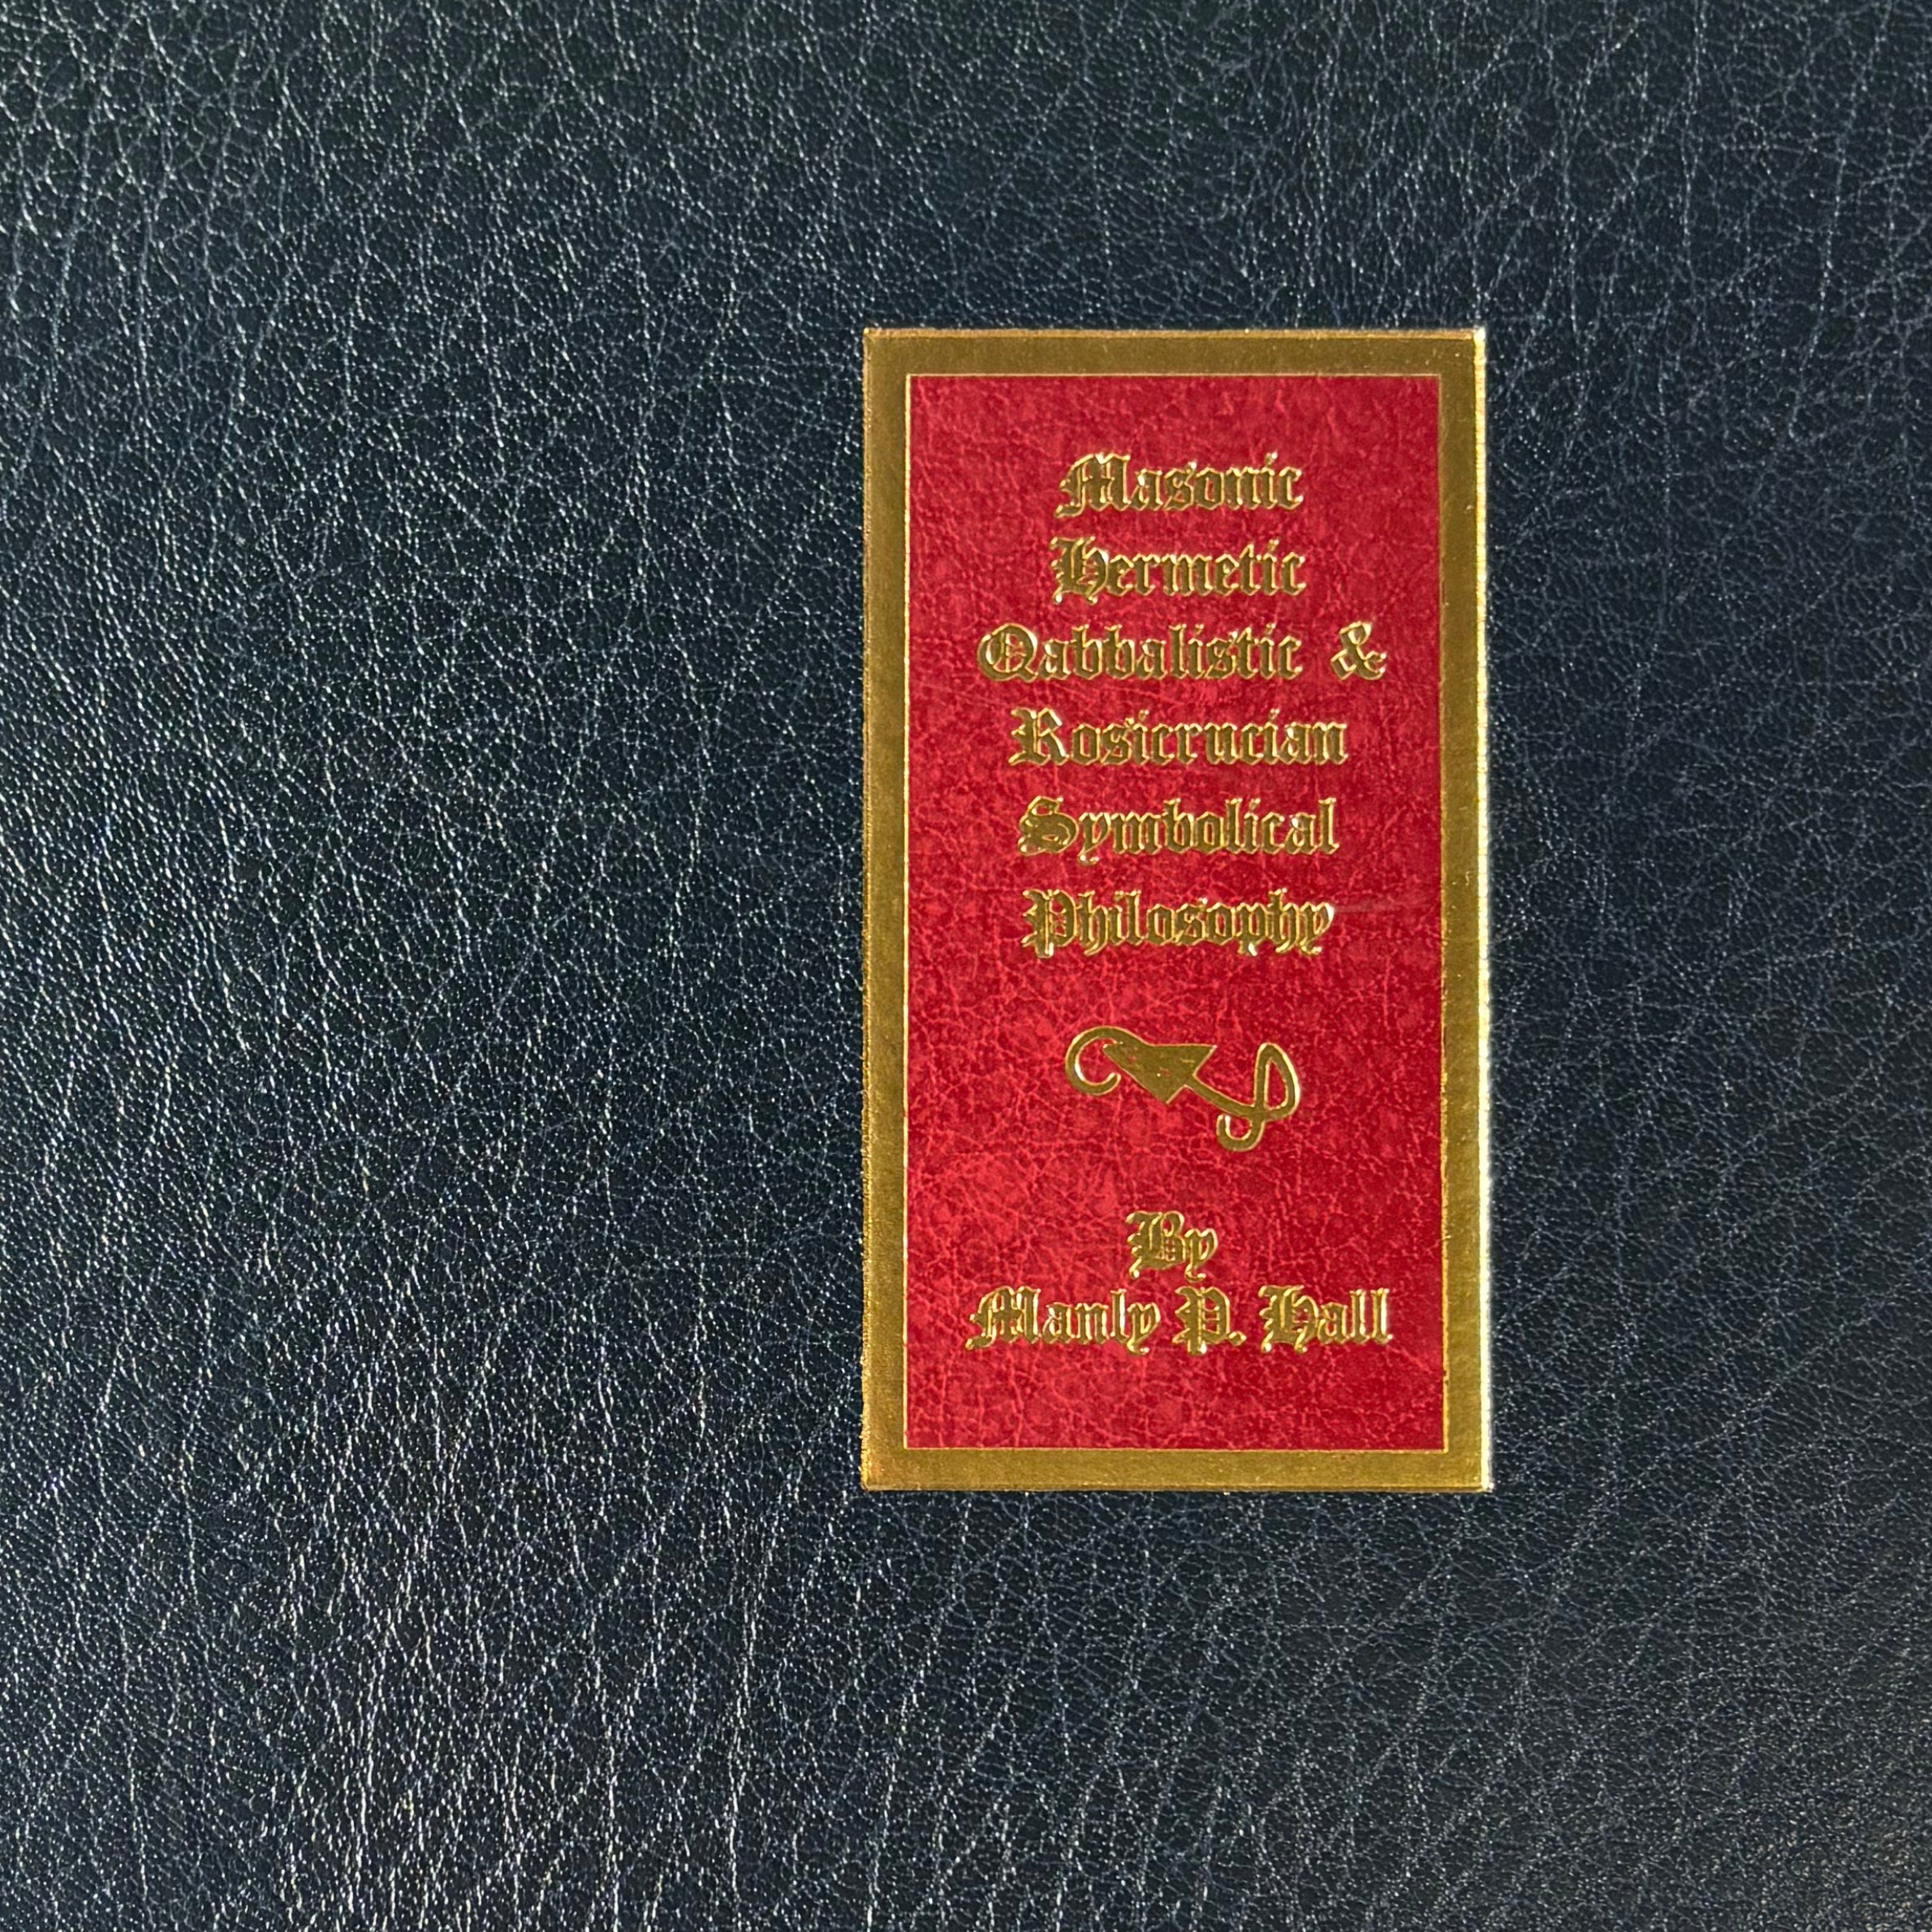 Masonic
Hermetic
Qabbalistic &
Rosicrucian
Symbolical
Philosophy
By
Manly P. Hall